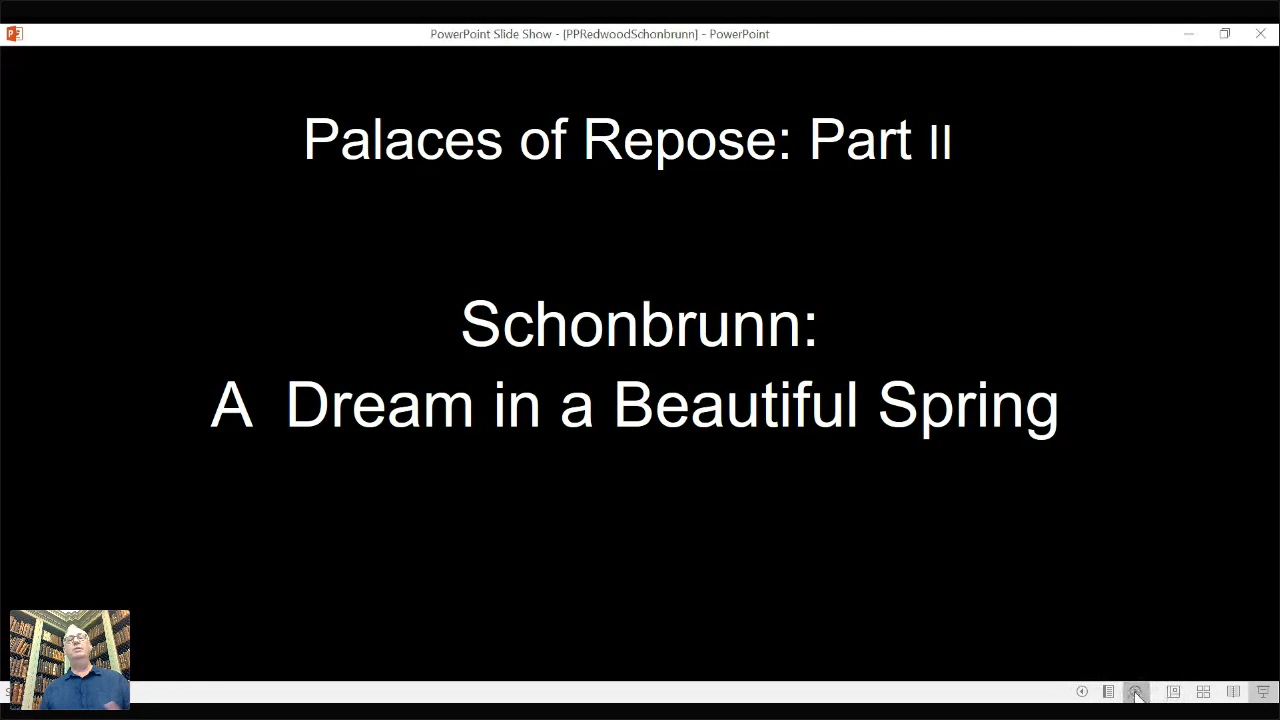 PowerPoint Slide Show - [PPRedwoodSchonbrunn] - PowerPoint
Palaces of Repose: Part II
Schonbrunn:
A Dream in a Beautiful Spring